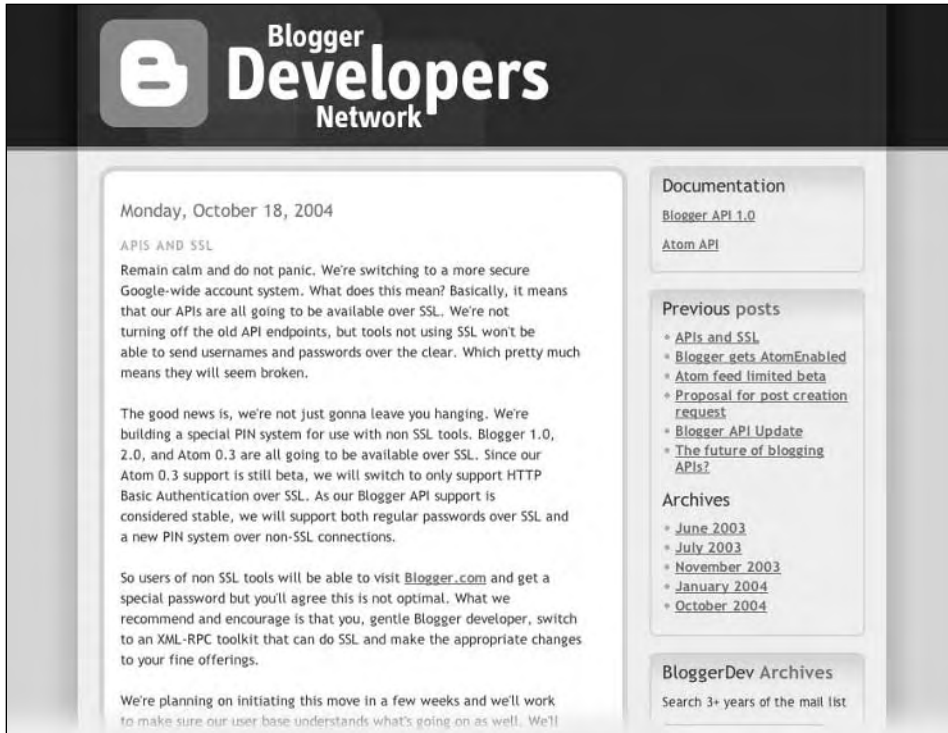 Blogger
Developers
Network
Monday, October 18, 2004
APIS AND SSL
Remain calm and do not panic. We're switching to a more secure
Google-wide account system. What does this mean? Basically, it means
that our APIs are all going to be available over SSL. We're not
turning off the old API endpoints, but tools not using SSL won't be
able to send usernames and passwords over the clear. Which pretty much
means they will seem broken.
The good news is, we're not just gonna leave you hanging. We're
building a special PIN system for use with non SSL tools. Blogger 1.0,
2.0, and Atom 0.3 are all going to be available over SSL. Since our
Atom 0.3 support is still beta, we will switch to only support HTTP
Basic Authentication over SSL. As our Blogger API support is
considered stable, we will support both regular passwords over SSL and
a new PIN system over non-SSL connections.
So users of non SSL tools will be able to visit Blogger.com and get a
special password but you'll agree this is not optimal. What we
recommend and encourage is that you, gentle Blogger developer, switch
to an XML-RPC toolkit that can do SSL and make the appropriate changes
to your fine offerings.
We're planning on initiating this move in a few weeks and we'll work
to make sure our user base understands what's going on as well. We'll
Documentation
Blogger API 1.0
Atom API
Previous posts
APIs and SSL
Blogger gets AtomEnabled
Atom feed limited beta
Proposal for post creation
request
Blogger API Update
The future of blogging
APIs?
Archives
June 2003
July 2003
November 2003
January 2004
October 2004
BloggerDev Archives
Search 3+ years of the mail list